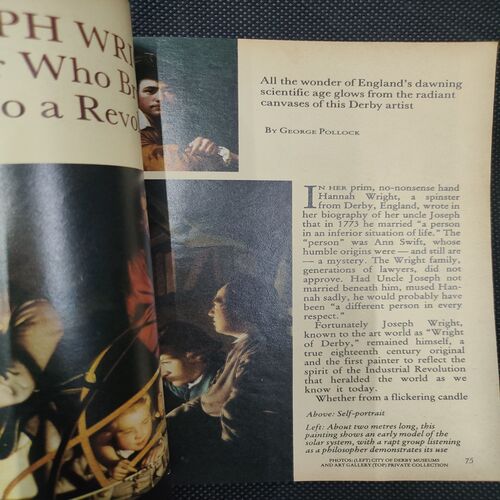 PH WRI
r Who Br
o a Revol
All the wonder of England's dawning
scientific age glows from the radiant
canvases of this Derby artist
BY GEORGE POLLOCK
IN HER prim, no-nonsense hand
Hannah Wright, a spinster
from Derby, England, wrote in
her biography of her uncle Joseph
that in 1773 he married "a person
in an inferior situation of life." The
"person" was Ann Swift, whose
humble origins were — and still are
— a mystery. The Wright family,
generations of lawyers, did not
approve. Had Uncle Joseph not
married beneath him, mused Han-
nah sadly, he would probably have
been "a different person in every
respect."
Fortunately Joseph Wright,
known to the art world as "Wright
of Derby," remained himself, a
true eighteenth century original
and the first painter to reflect the
spirit of the Industrial Revolution
that heralded the world as we
know it today.
Whether from a flickering candle
Above: Self-portrait
Left: About two metres long, this
painting shows an early model of the
solar system, with a rapt group listening
as a philosopher demonstrates its use
PHOTOS: (LEFT) CITY OF DERBY MUSEUMS
AND ART GALLERY (TOP) PRIVATE COLLECTION
75